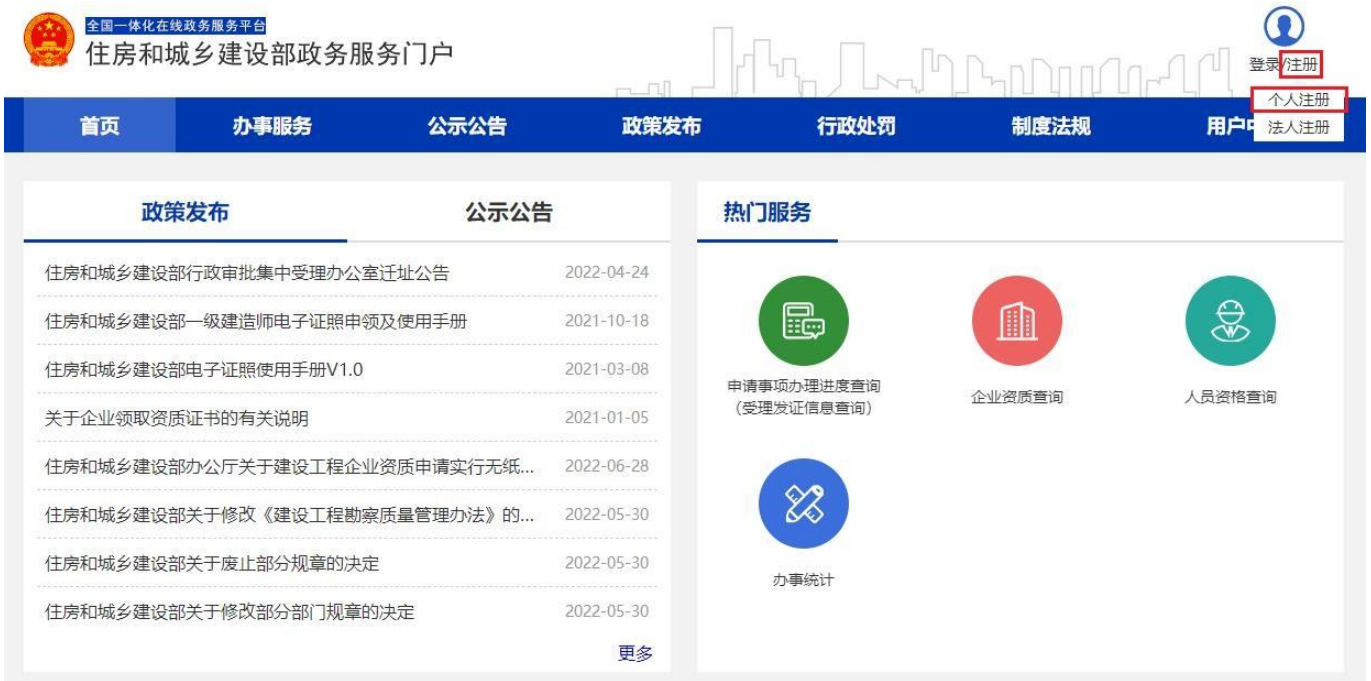 全国一体化在线政务服务平台
住房和城乡建设部政务服务门户
登录/注册
个人注册
法人注册
首页 办事服务 公示公告 政策发布 行政处罚 制度法规 用户
政策发布 公示公告
住房和城乡建设部行政审批集中受理办公室迁址公告 2022-04-24
住房和城乡建设部一级建造师电子证照申领及使用手册 2021-10-18
住房和城乡建设部电子证照使用手册V1.0 2021-03-08
关于企业领取资质证书的有关说明 2021-01-05
住房和城乡建设部办公厅关于建设工程企业资质申请实行无纸... 2022-06-28
住房和城乡建设部关于修改《建设工程勘察质量管理办法》的... 2022-05-30
住房和城乡建设部关于废止部分规章的决定 2022-05-30
住房和城乡建设部关于修改部分部门规章的决定 2022-05-30
更多
热门服务
申请事项办理进度查询
（受理发证信息查询）
企业资质查询
人员资格查询
办事统计